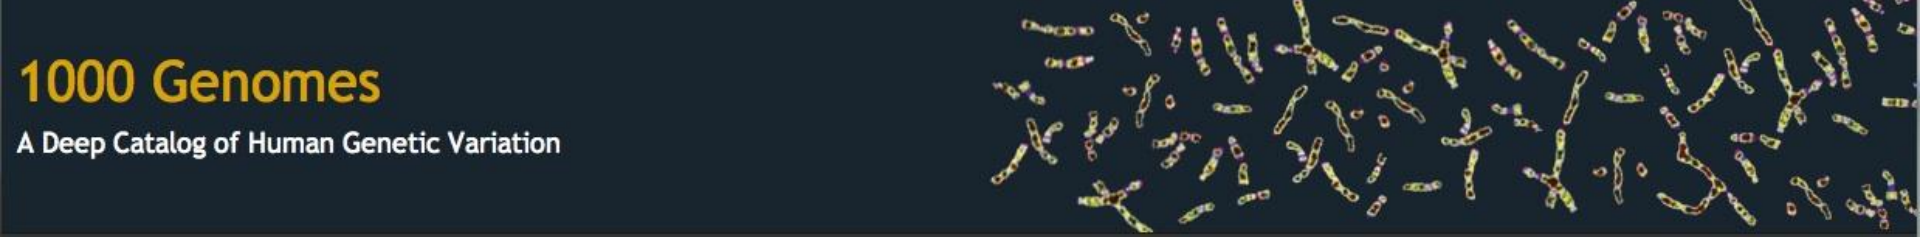 1000 Genomes
A Deep Catalog of Human Genetic Variation